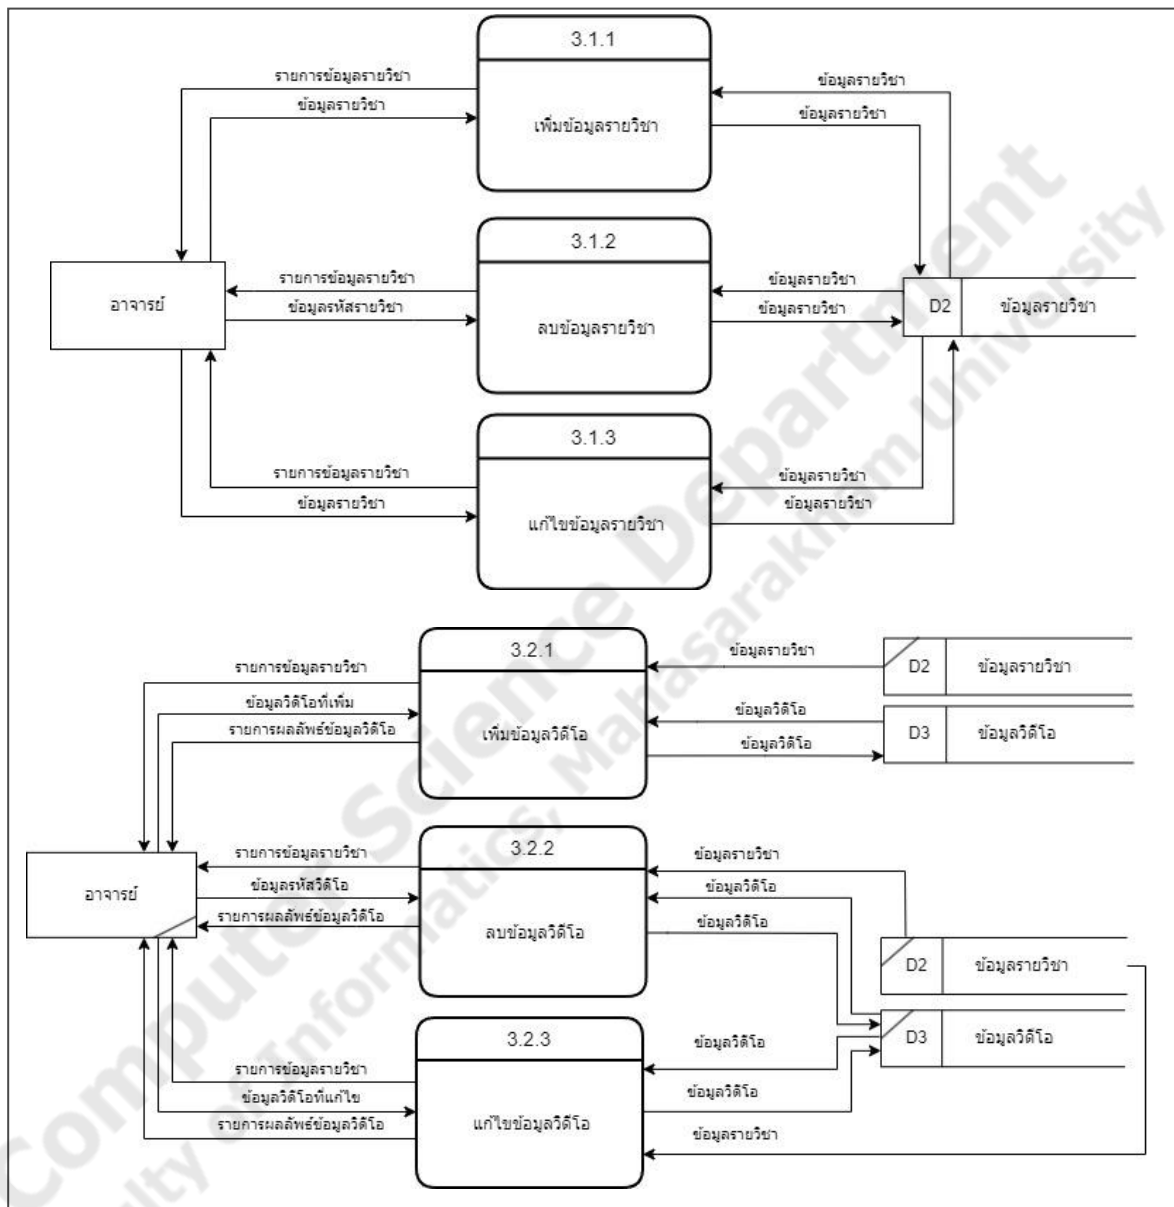 3.1.1
รายการข้อมูลรายวิชา
ข้อมูลรายวิชา
ข้อมูลรายวิชา
ข้อมูลรายวิชา
เพิ่มข้อมูลรายวิชา
3.1.2
รายการข้อมูลรายวิชา
ข้อมูลรายวิชา
อาจารย์
ข้อมูลรหัสรายวิชา
ลบข้อมูลรายวิชา
ข้อมูลรายวิชา
D2
ข้อมูลรายวิชา
3.1.3
รายการข้อมูลรายวิชา
ข้อมูลรายวิชา
ข้อมูลรายวิชา
ข้อมูลรายวิชา
แก้ไขข้อมูลรายวิชา
3.2.1
รายการข้อมูลรายวิชา
ข้อมูลรายวิชา
D2
ข้อมูลรายวิชา
ข้อมูลวิดีโอที่เพิ่ม
รายการผลลัพธ์ข้อมูลวิดีโอ
เพิ่มข้อมูลวิดีโอ
ข้อมูลวิดีโอ
ข้อมูลวิดีโอ
D3
ข้อมูลวิดีโอ
3.2.2
รายการข้อมูลรายวิชา
ข้อมูลรายวิชา
อาจารย์
ข้อมูลรหัสวิดีโอ
ข้อมูลวิดีโอ
รายการผลลัพธ์ข้อมูลวิดีโอ
ลบข้อมูลวิดีโอ
ข้อมูลวิดีโอ
D2
ข้อมูลรายวิชา
3.2.3
ข้อมูลวิดีโอ
D3
ข้อมูลวิดีโอ
รายการข้อมูลรายวิชา
ข้อมูลวิดีโอที่แก้ไข
รายการผลลัพธ์ข้อมูลวิดีโอ
แก้ไขข้อมูลวิดีโอ
ข้อมูลวิดีโอ
ข้อมูลรายวิชา
Computer Science Department
of Informatics, Mahasarakham University